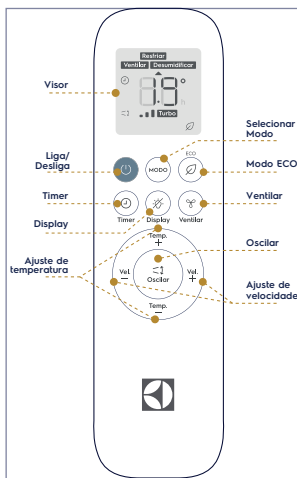 Resfriar
Ventilar Desumidificar
19°
h
Turbo
Visor
Selecionar
Modo
Liga/
Desliga
MODO
ECO
Modo ECO
Timer
Ventilar
Timer
Display
Ventilar
Display
Temp.
+
Oscilar
Ajuste de
temperatura
Vel.
−
Oscilar
Vel.
+
Ajuste de
velocidade
Temp.
−